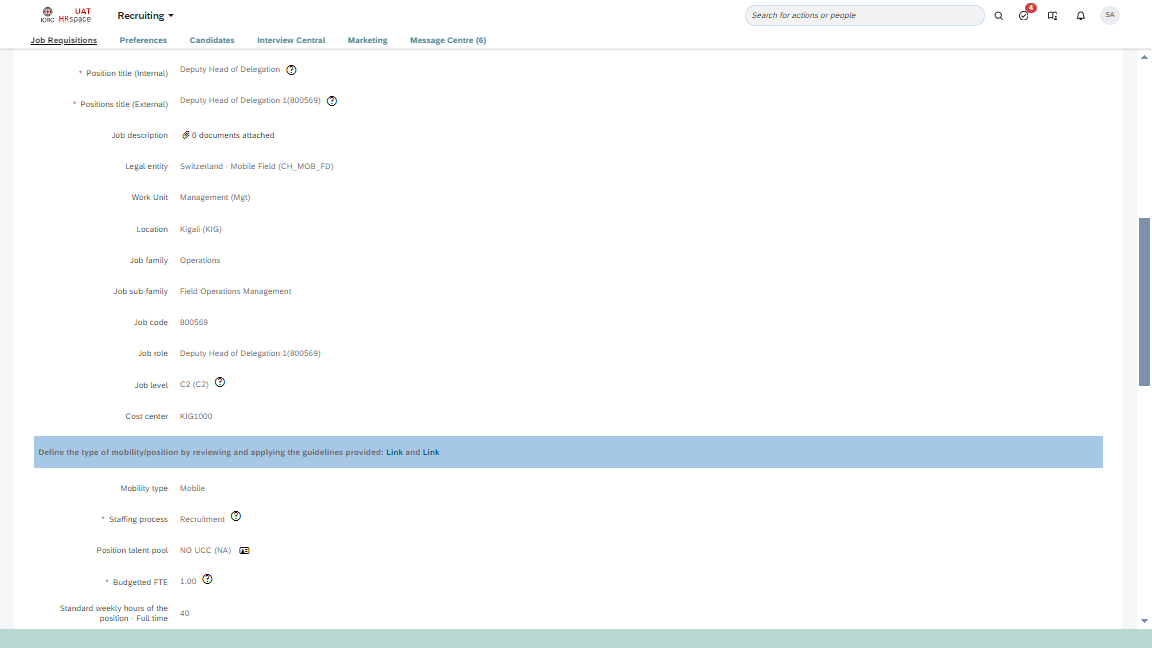 ICRC
UAT
HRspace
Recruiting
Search for actions or people
4
SA
Job Requisitions
Preferences
Candidates
Interview Central
Marketing
Message Centre (6)
* Position title (Internal) Deputy Head of Delegation
* Positions title (External) Deputy Head of Delegation 1(800569)
Job description 0 documents attached
Legal entity Switzerland - Mobile Field (CH_MOB_FD)
Work Unit Management (Mgt)
Location Kigali (KIG)
Job family Operations
Job sub-family Field Operations Management
Job code 800569
Job role Deputy Head of Delegation 1(800569)
Job level C2 (C2)
Cost center KIG1000
Define the type of mobility/position by reviewing and applying the guidelines provided: Link and Link
Mobility type Mobile
* Staffing process Recruitment
Position talent pool NO UCC (NA)
* Budgetted FTE 1.00
Standard weekly hours of the
position - Full time 40